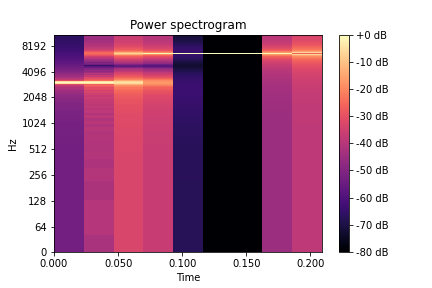 Power spectrogram
8192
4096
2048
1024
512
256
128
64
0
Hz
0.000 0.050 0.100 0.150 0.200
Time
+0 dB
-10 dB
-20 dB
-30 dB
-40 dB
-50 dB
-60 dB
-70 dB
-80 dB